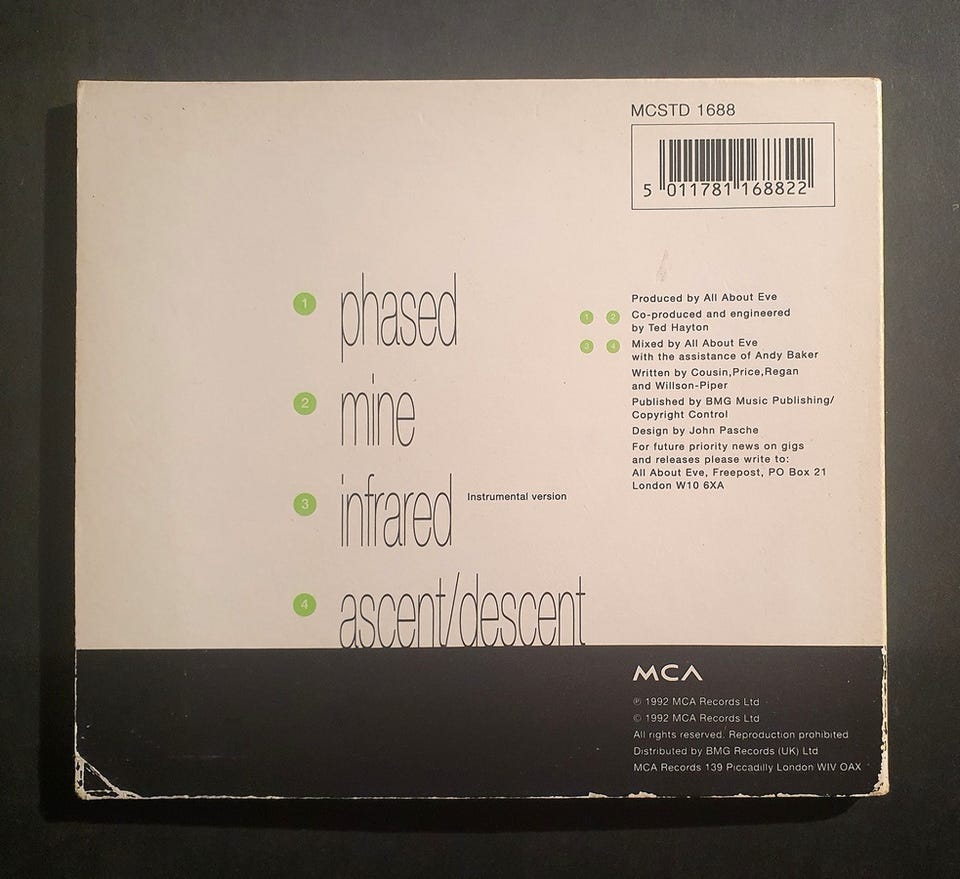 MCSTD 1688
5 011781 168822
1 phased
2 mine
3 infrared Instrumental version
4 ascent/descent
Produced by All About Eve
1 2 Co-produced and engineered
by Ted Hayton
3 4 Mixed by All About Eve
with the assistance of Andy Baker
Written by Cousin,Price,Regan
and Willson-Piper
Published by BMG Music Publishing/
Copyright Control
Design by John Pasche
For future priority news on gigs
and releases please write to:
All About Eve, Freepost, PO Box 21
London W10 6XA
MCA
℗ 1992 MCA Records Ltd
© 1992 MCA Records Ltd
All rights reserved. Reproduction prohibited
Distributed by BMG Records (UK) Ltd
MCA Records 139 Piccadilly London WIV OAX